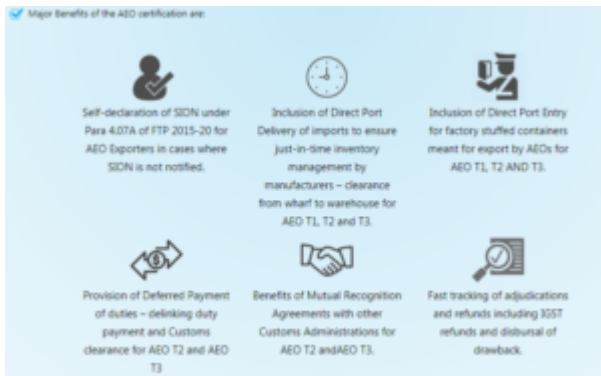 Major Benefits of the AEO certification are:
Self-declaration of SION under
Para 4.07A of FTP 2015-20 for
AEO Exporters in cases where
SION is not notified.
Inclusion of Direct Port
Delivery of imports to ensure
just-in-time inventory
management by
manufacturers – clearance
from wharf to warehouse for
AEO T1, T2 and T3.
Inclusion of Direct Port Entry
for factory stuffed containers
meant for export by AEOs for
AEO T1, T2 AND T3.
Provision of Deferred Payment
of duties – delinking duty
payment and Customs
clearance for AEO T2 and AEO
T3
Benefits of Mutual Recognition
Agreements with other
Customs Administrations for
AEO T2 andAEO T3.
Fast tracking of adjudications
and refunds including IGST
refunds and disbursal of
drawback.